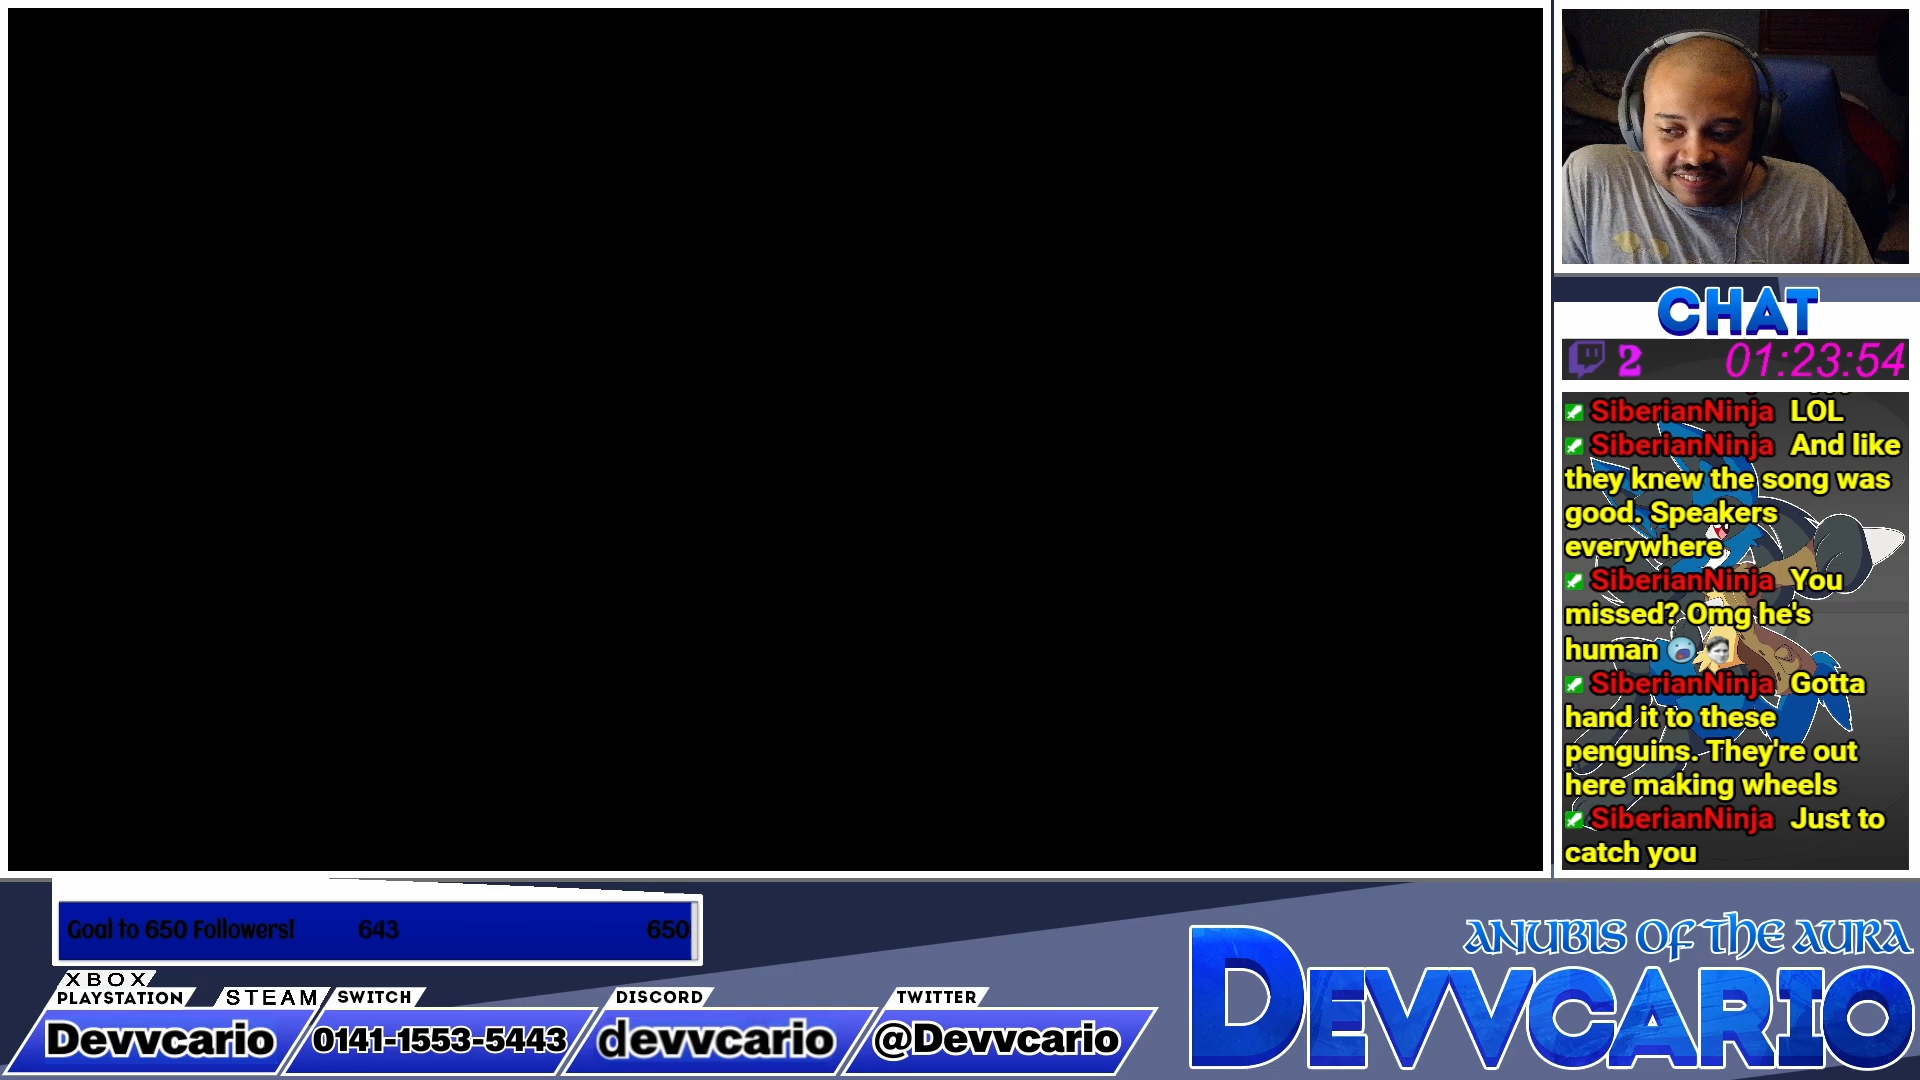 CHAT
2 01:23:54
SiberianNinja LOL
SiberianNinja And like
they knew the song was
good. Speakers
everywhere
SiberianNinja You
missed? Omg he's
human
SiberianNinja Gotta
hand it to these
penguins. They're out
here making wheels
SiberianNinja Just to
catch you
Goal to 650 Followers! 643 650
XBOX
PLAYSTATION STEAM SWITCH DISCORD TWITTER
Devvcario 0141-1553-5443 devvcario @Devvcario
ANUBIS OF THE AURA
DEVVCARIO